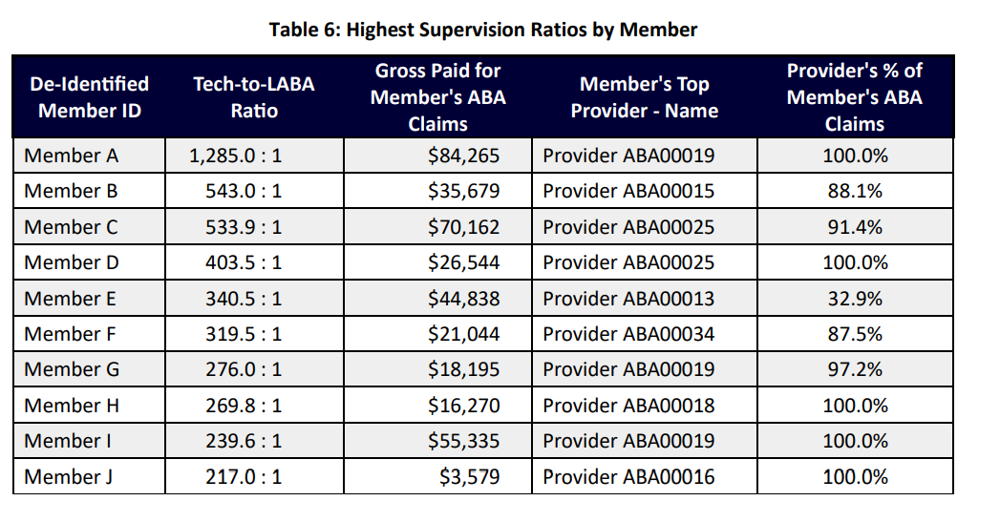 Table 6: Highest Supervision Ratios by Member
De-Identified Member ID Tech-to-LABA Ratio Gross Paid for Member's ABA Claims Member's Top Provider - Name Provider's % of Member's ABA Claims
Member A 1,285.0 : 1 $84,265 Provider ABA00019 100.0%
Member B 543.0 : 1 $35,679 Provider ABA00015 88.1%
Member C 533.9 : 1 $70,162 Provider ABA00025 91.4%
Member D 403.5 : 1 $26,544 Provider ABA00025 100.0%
Member E 340.5 : 1 $44,838 Provider ABA00013 32.9%
Member F 319.5 : 1 $21,044 Provider ABA00034 87.5%
Member G 276.0 : 1 $18,195 Provider ABA00019 97.2%
Member H 269.8 : 1 $16,270 Provider ABA00018 100.0%
Member I 239.6 : 1 $55,335 Provider ABA00019 100.0%
Member J 217.0 : 1 $3,579 Provider ABA00016 100.0%